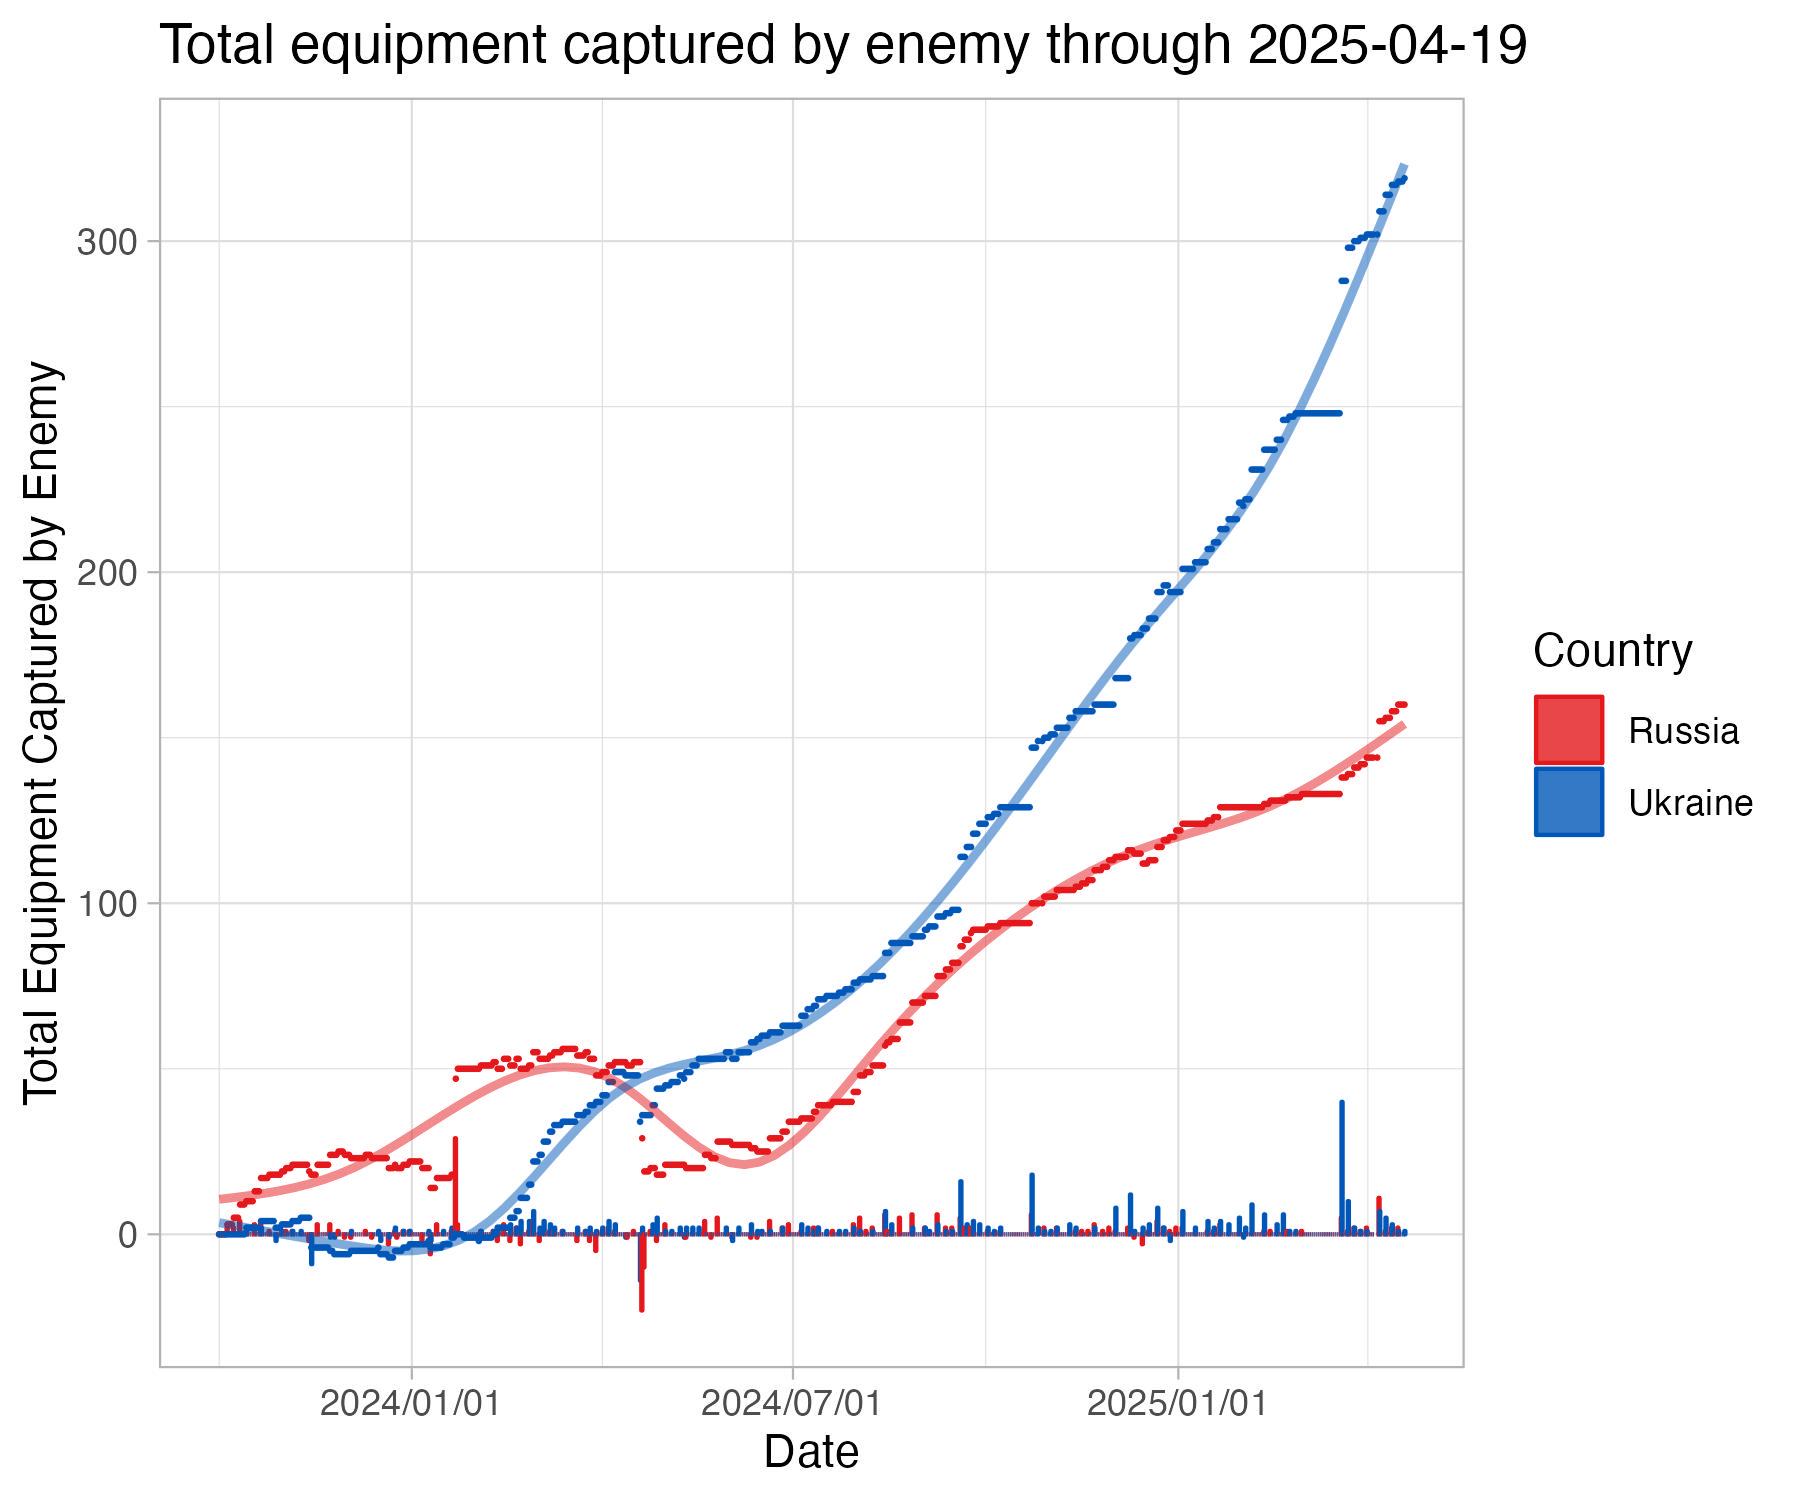 Total equipment captured by enemy through 2025-04-19
Total Equipment Captured by Enemy
300
200
100
0
2024/01/01
2024/07/01
2025/01/01
Date
Country
Russia
Ukraine